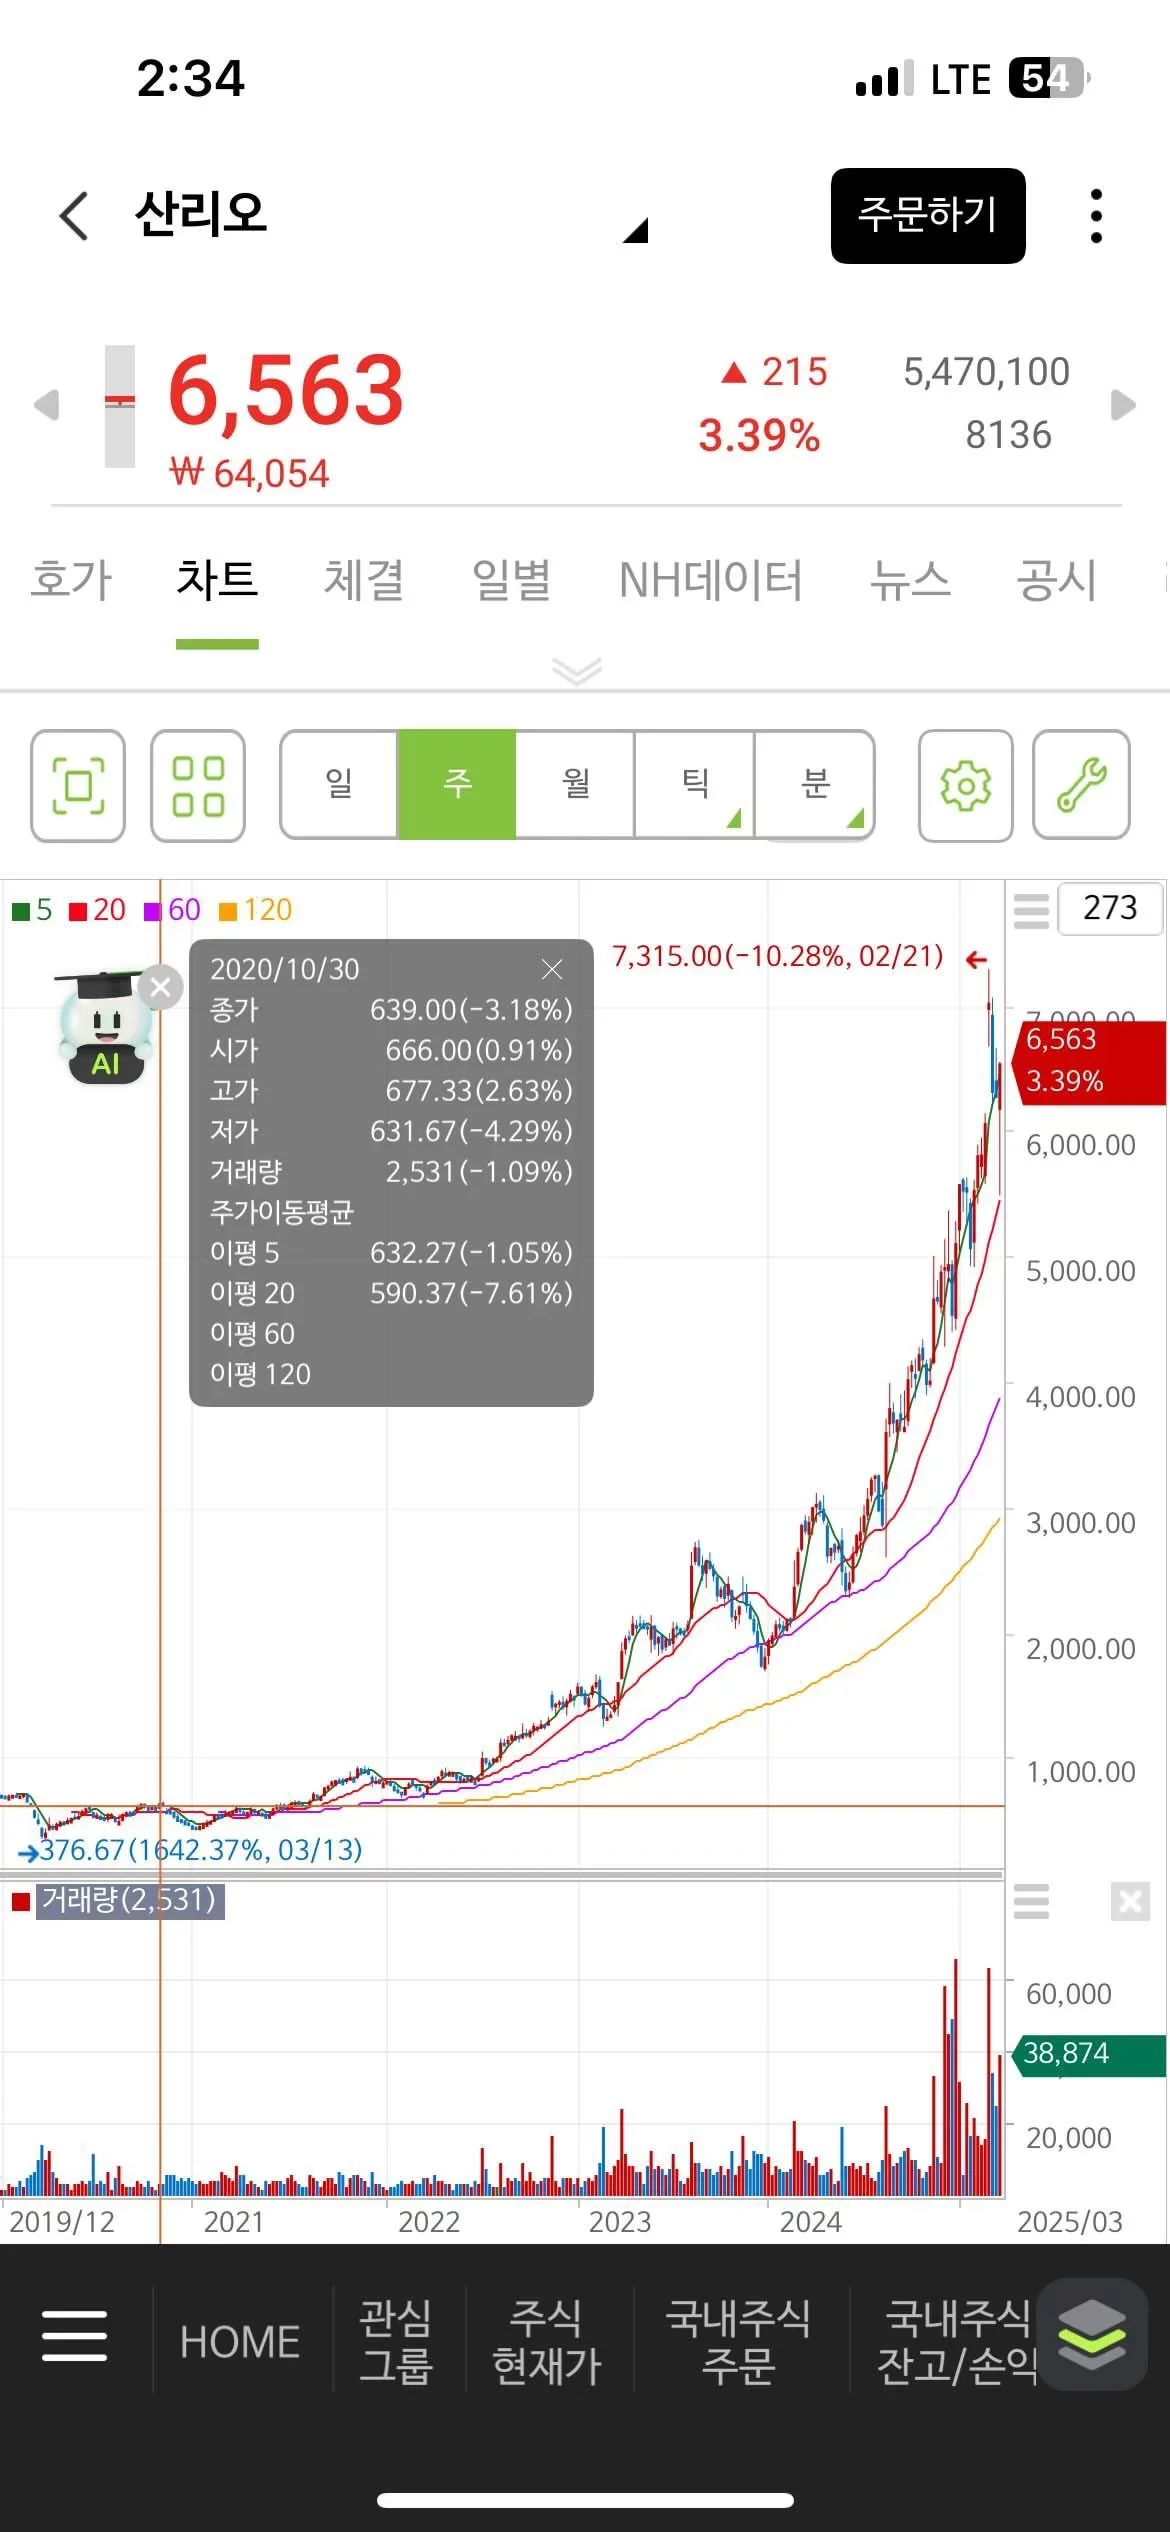 2:34 LTE 54
산리오 주문하기
6,563 ▲ 215 5,470,100
₩ 64,054 3.39% 8136
호가 차트 체결 일별 NH데이터 뉴스 공시
일 주 월 틱 분
5 20 60 120 273
7,315.00(-10.28%, 02/21)
AI
2020/10/30
종가 639.00(-3.18%)
시가 666.00(0.91%)
고가 677.33(2.63%)
저가 631.67(-4.29%)
거래량 2,531(-1.09%)
주가이동평균
이평 5 632.27(-1.05%)
이평 20 590.37(-7.61%)
이평 60
이평 120
7,000.00
6,563
3.39%
6,000.00
5,000.00
4,000.00
3,000.00
2,000.00
1,000.00
376.67(1642.37%, 03/13)
거래량(2,531)
60,000
38,874
20,000
2019/12 2021 2022 2023 2024 2025/03
HOME
관심
그룹
주식
현재가
국내주식
주문
국내주식
잔고/손익